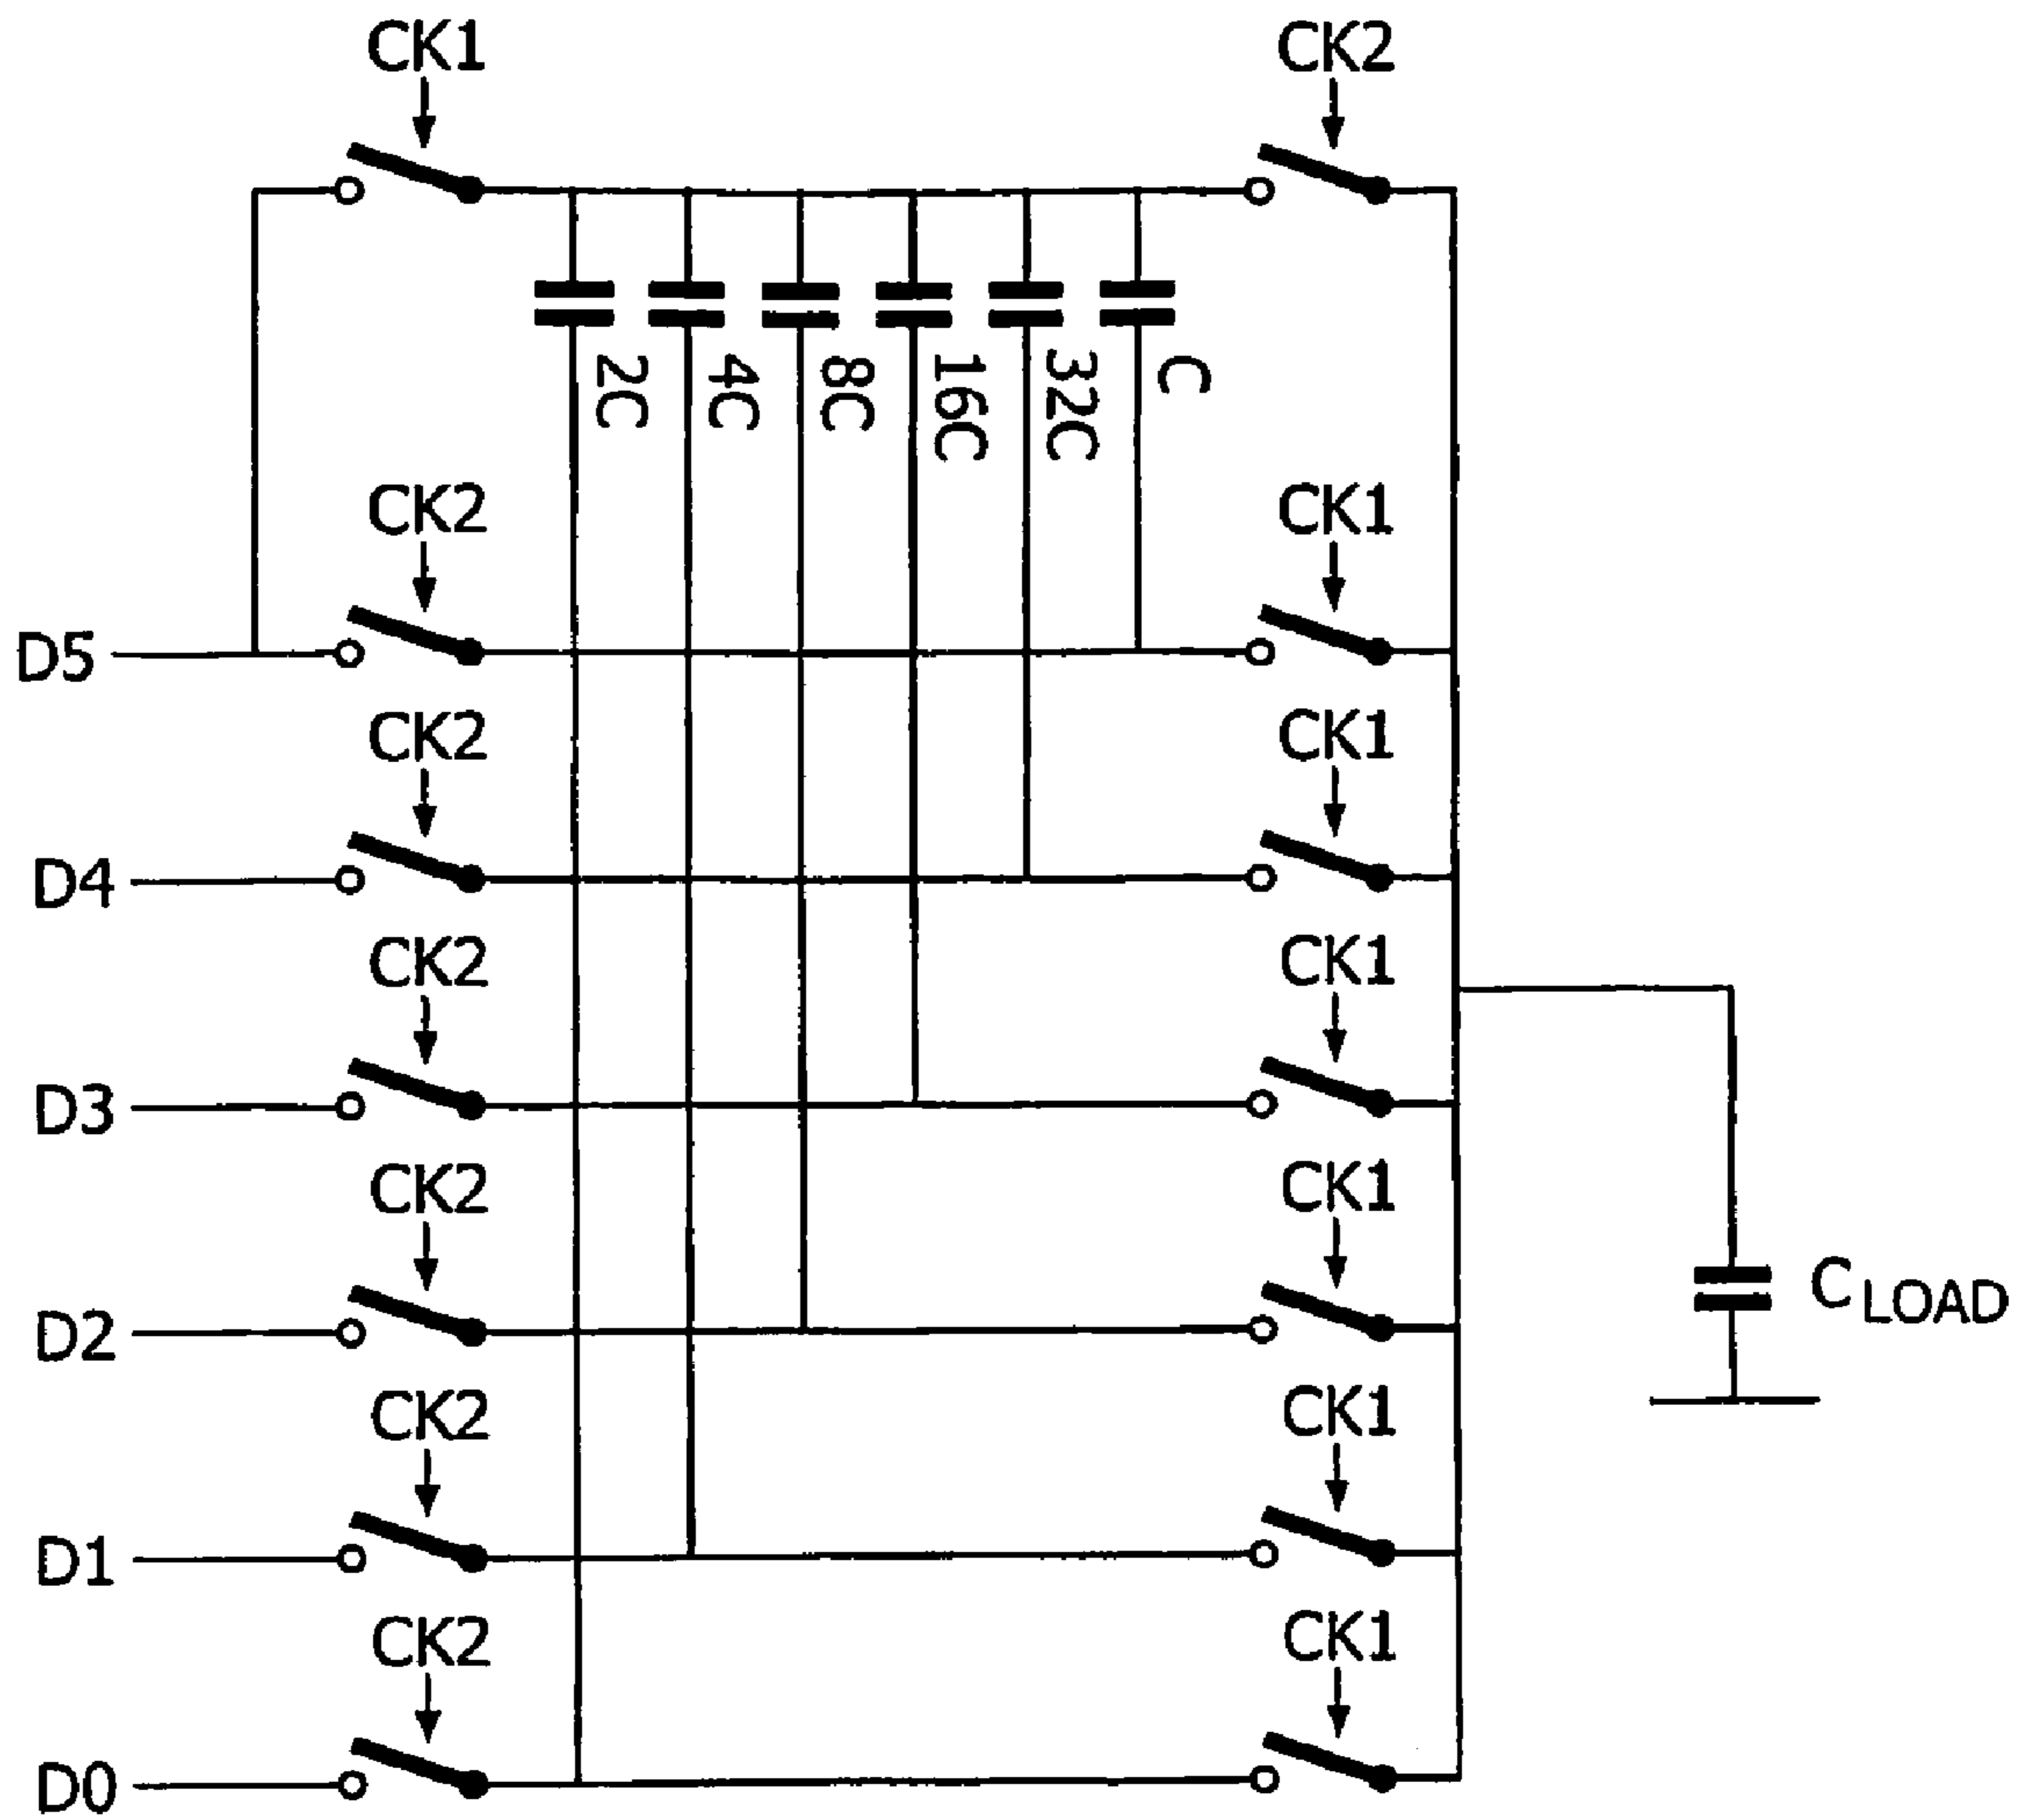 CK1 CK2
2C 4C 8C 16C 32C C
CK2 CK1
D5
CK2 CK1
D4
CK2 CK1
D3
CK2 CK1
D2
CLOAD
CK2 CK1
D1
CK2 CK1
D0